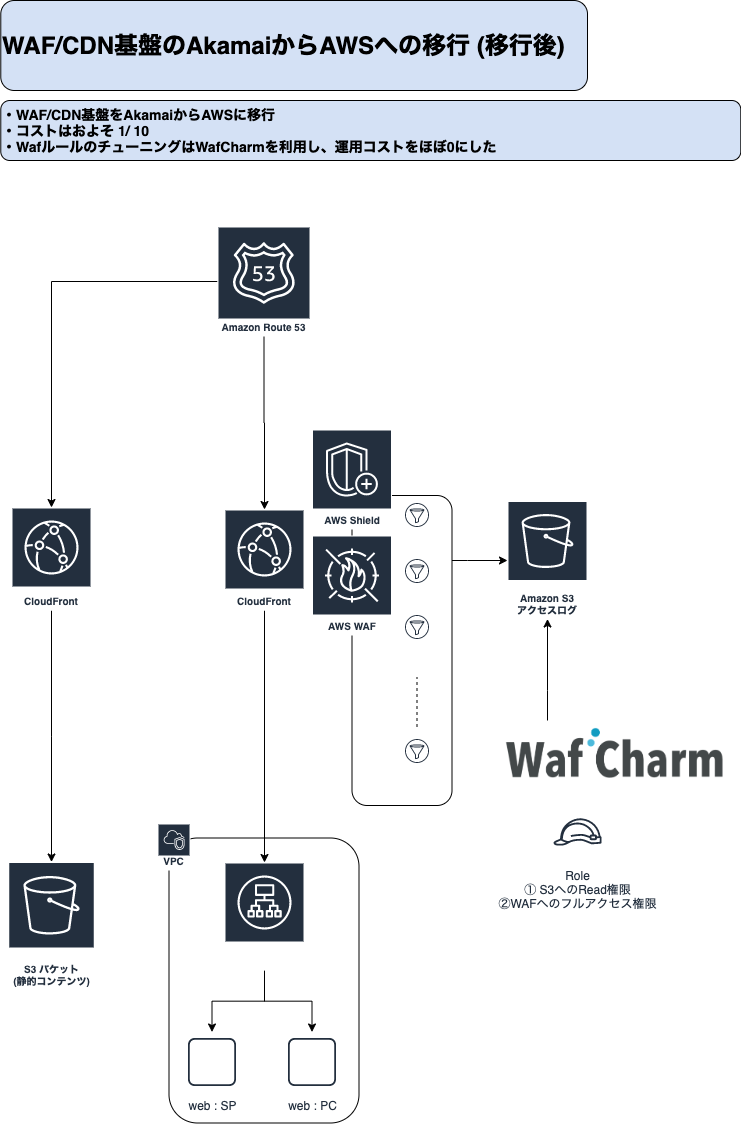 WAF/CDN基盤のAkamaiからAWSへの移行 (移行後)
・WAF/CDN基盤をAkamaiからAWSに移行
・コストはおよそ 1/ 10
・WafルールのチューニングはWafCharmを利用し、運用コストをほぼ0にした
53
Amazon Route 53
AWS Shield
CloudFront
CloudFront
AWS WAF
Amazon S3
アクセスログ
WafCharm
Role
① S3へのRead権限
②WAFへのフルアクセス権限
VPC
S3 バケット
(静的コンテンツ)
web : SP
web : PC